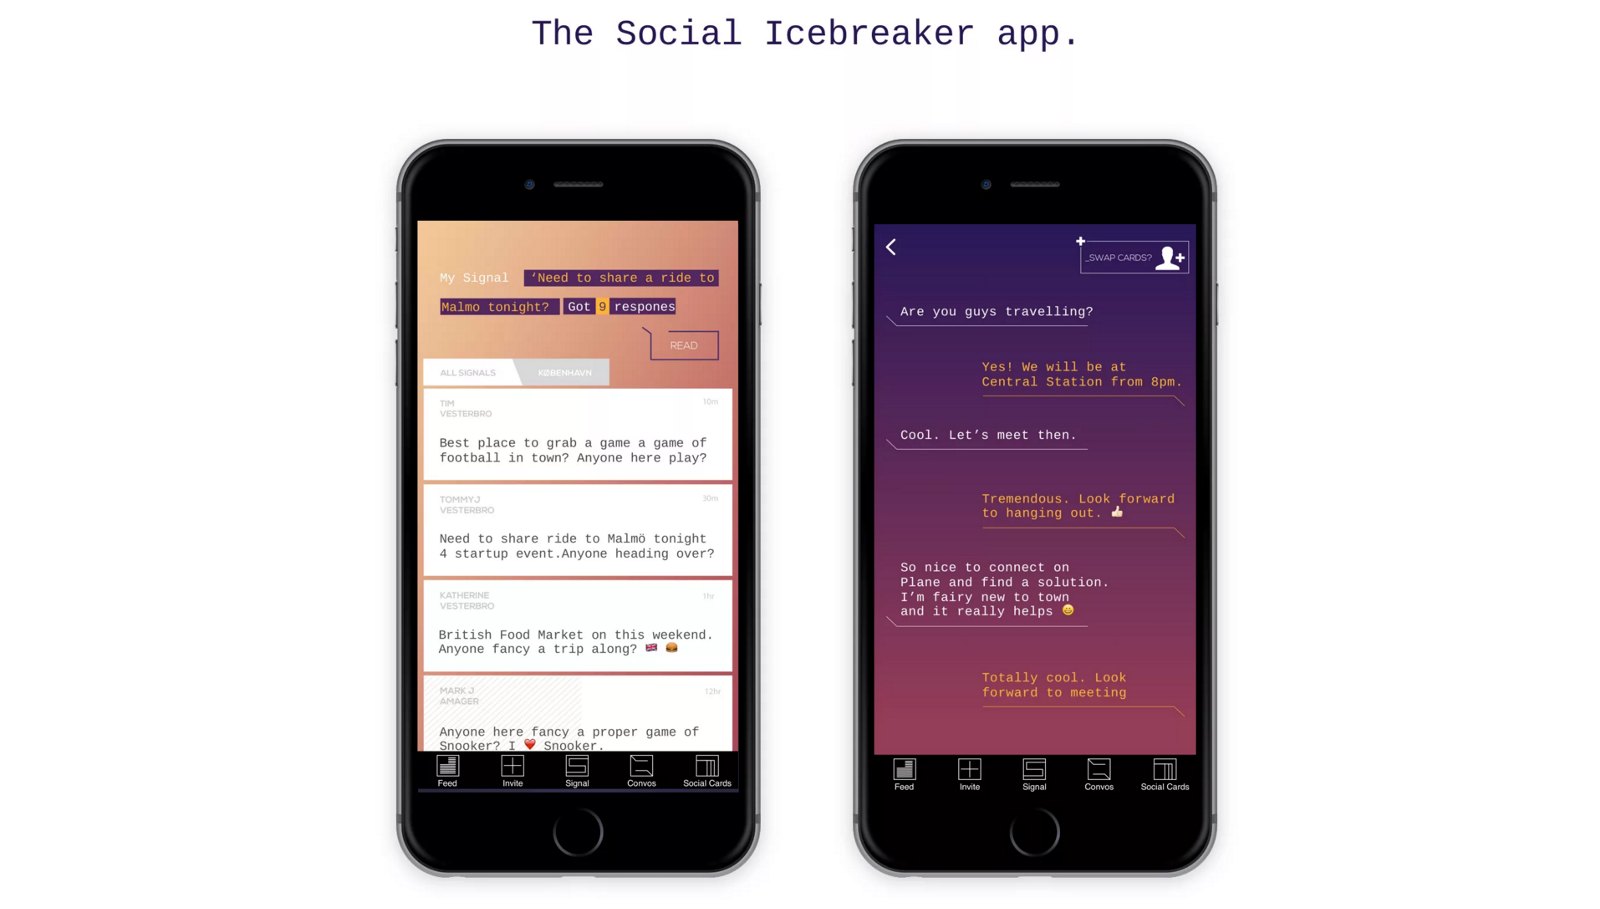 The Social Icebreaker app.
My Signal ‘Need to share a ride to
Malmo tonight? Got 9 respones
READ
ALL SIGNALS KØBENHAVN
TIM 10m
VESTERBRO
Best place to grab a game a game of
football in town? Anyone here play?
TOMMYJ 30m
VESTERBRO
Need to share ride to Malmö tonight
4 startup event.Anyone heading over?
KATHERINE 1hr
VESTERBRO
British Food Market on this weekend.
Anyone fancy a trip along? 🇬🇧 🍔
MARK J 12hr
AMAGER
Anyone here fancy a proper game of
Snooker? I ❤️ Snooker.
Feed Invite Signal Convos Social Cards
_SWAP CARDS?
Are you guys travelling?
Yes! We will be at
Central Station from 8pm.
Cool. Let’s meet then.
Tremendous. Look forward
to hanging out. 👍🏻
So nice to connect on
Plane and find a solution.
I’m fairy new to town
and it really helps 😄
Totally cool. Look
forward to meeting
Feed Invite Signal Convos Social Cards